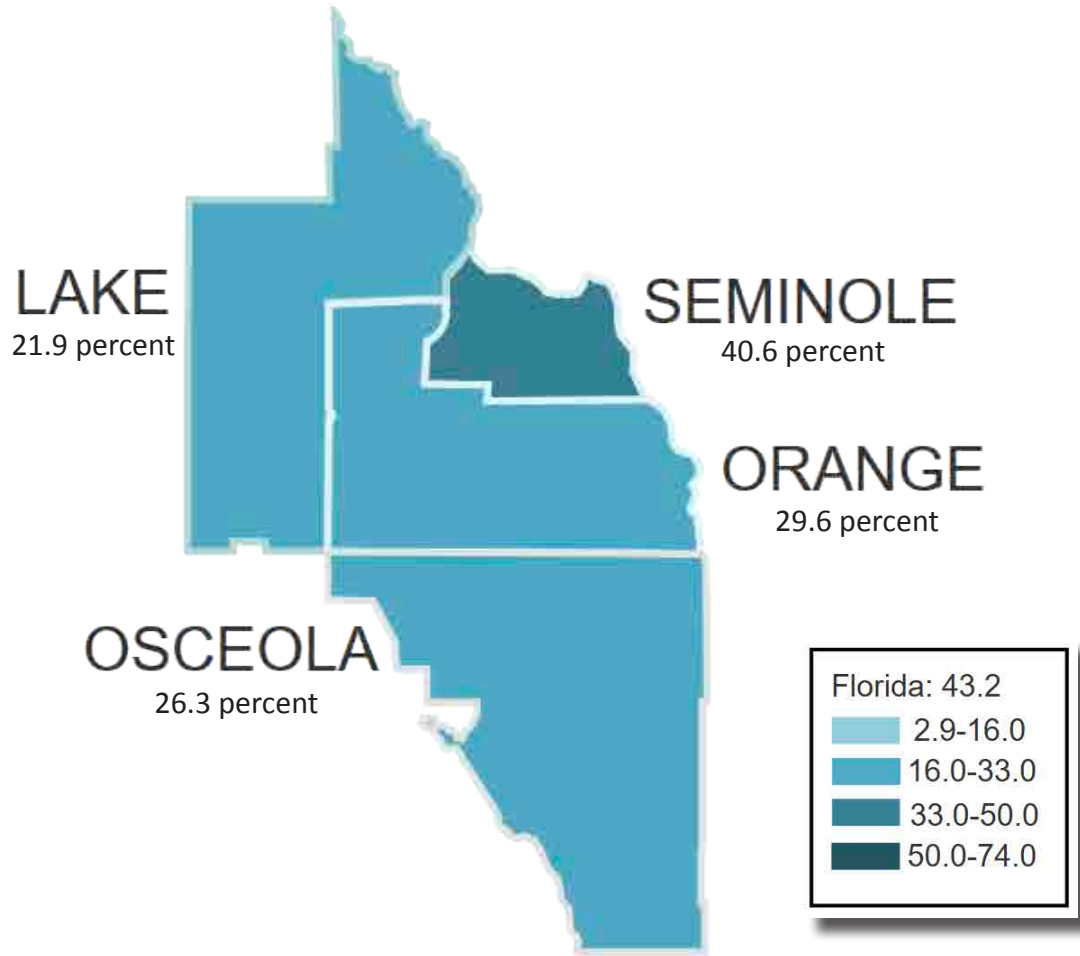 LAKE
21.9 percent
SEMINOLE
40.6 percent
ORANGE
29.6 percent
OSCEOLA
26.3 percent
Florida: 43.2
2.9-16.0
16.0-33.0
33.0-50.0
50.0-74.0